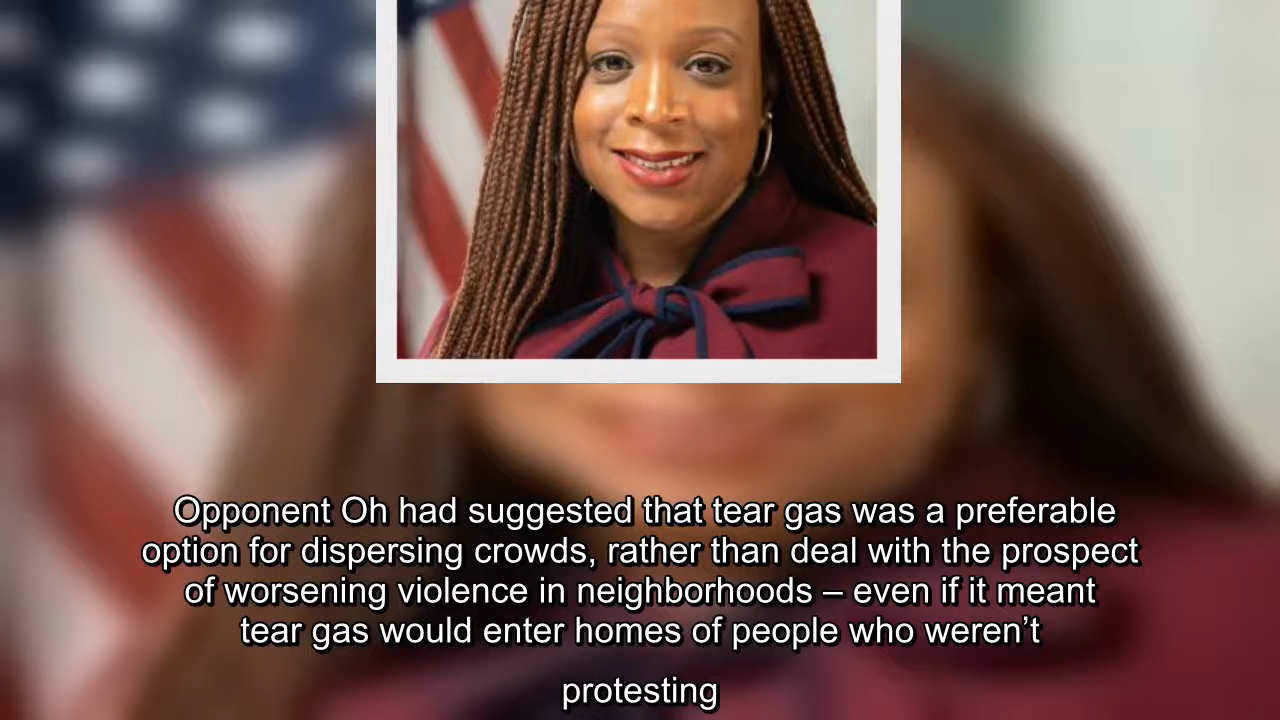 Opponent Oh had suggested that tear gas was a preferable
option for dispersing crowds, rather than deal with the prospect
of worsening violence in neighborhoods – even if it meant
tear gas would enter homes of people who weren’t
protesting